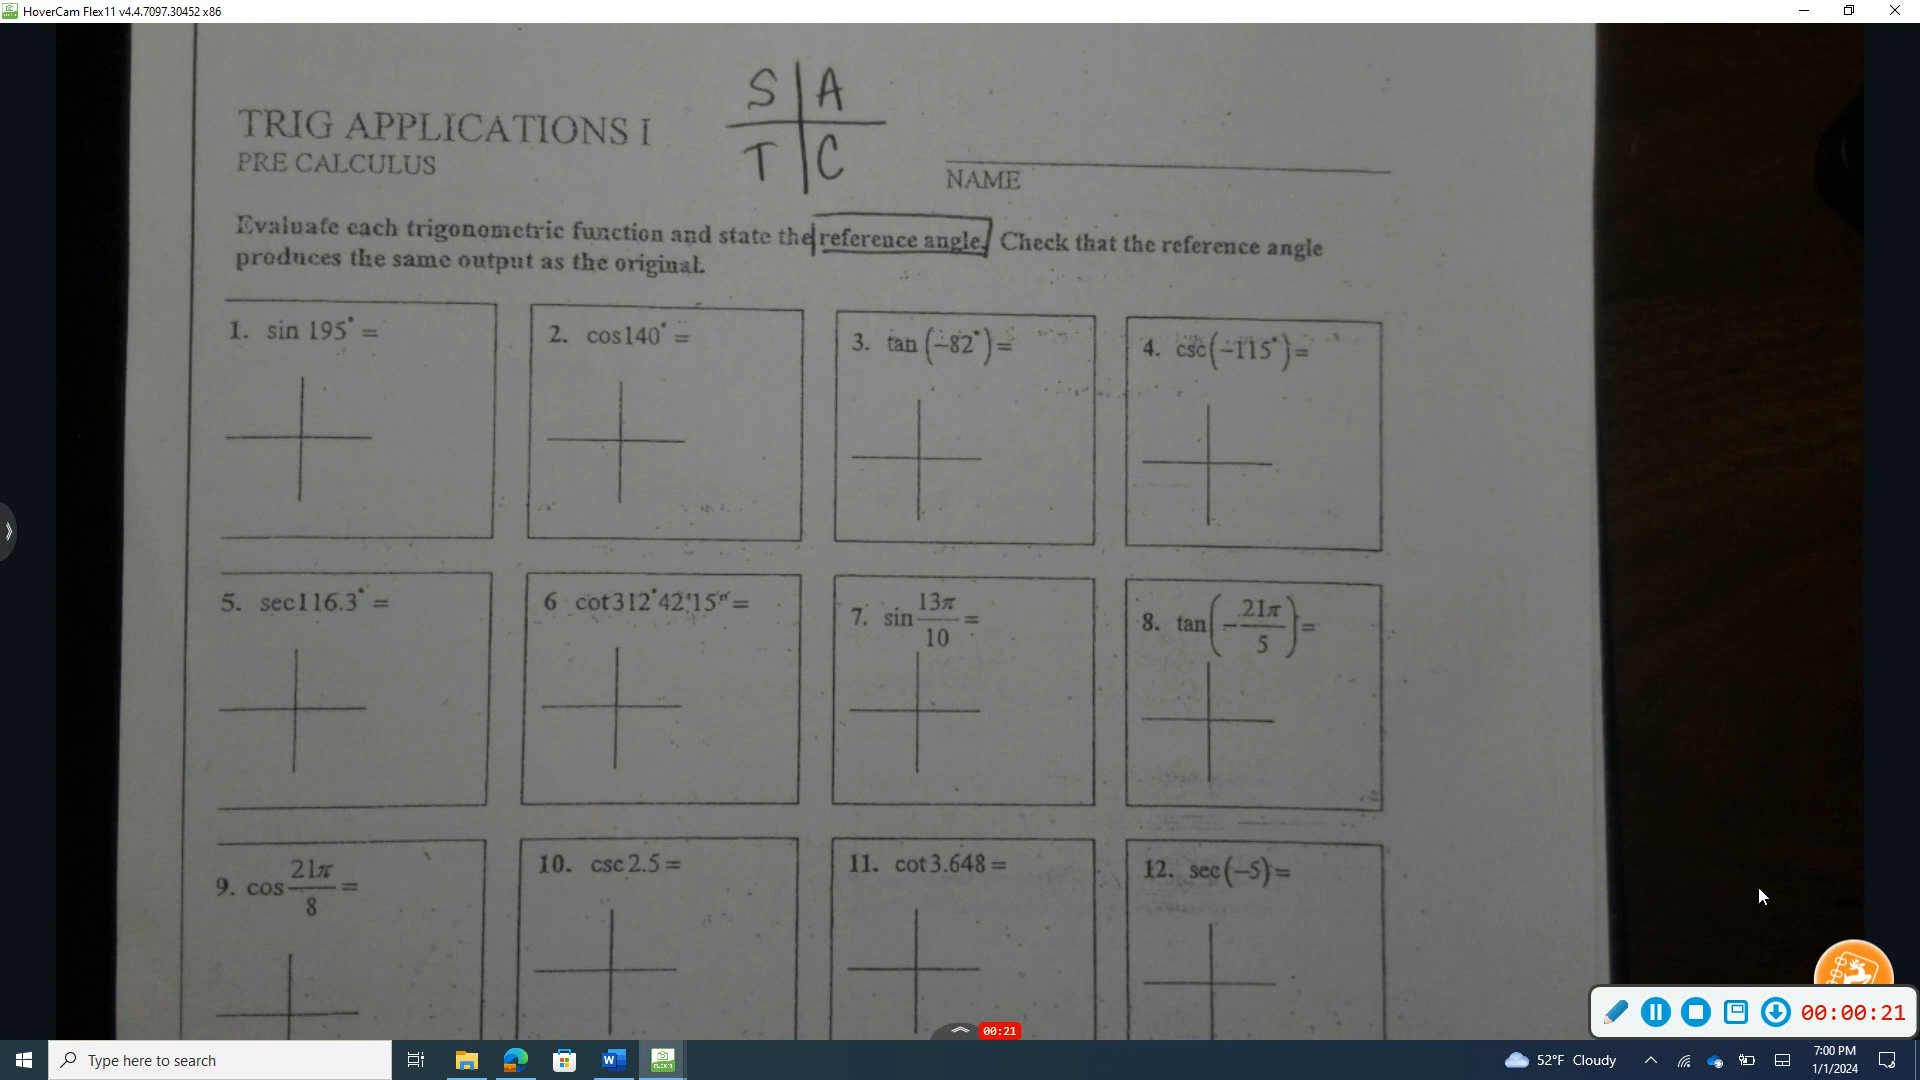 HoverCam Flex11 v4.4.7097.30452 x86
S A
T C
TRIG APPLICATIONS I
PRE CALCULUS
NAME
Evaluate each trigonometric function and state the reference angle. Check that the reference angle
produces the same output as the original.
1. sin 195° =
2. cos140° =
3. tan (−82°)=
4. csc(−115°)=
5. sec116.3° =
6 cot312°42'15"=
7. sin 13π/10 =
8. tan(−21π/5)=
9. cos 21π/8 =
10. csc2.5=
11. cot3.648=
12. sec(−5)=
00:21
00:00:21
Type here to search
52°F Cloudy
7:00 PM
1/1/2024